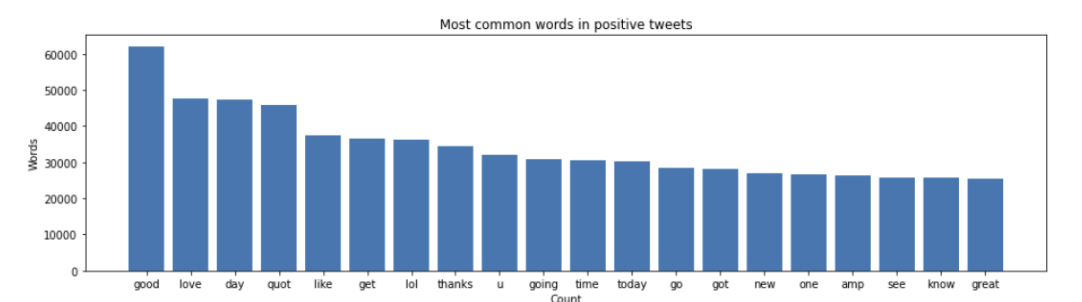 Most common words in positive tweets
60000
50000
40000
30000
20000
10000
0
Words
good love day quot like get lol thanks u going time today go got new one amp see know great
Count